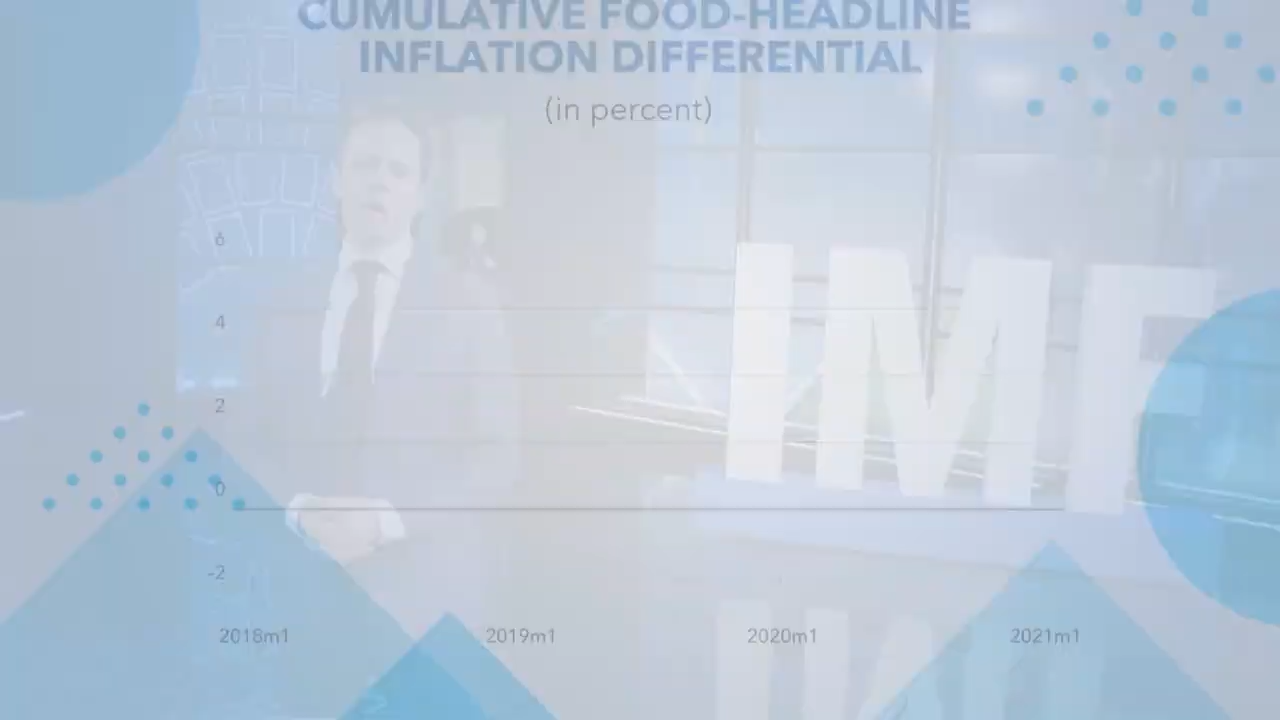 CUMULATIVE FOOD-HEADLINE
INFLATION DIFFERENTIAL
(in percent)
6
4
2
0
-2
2018m1 2019m1 2020m1 2021m1
IMF